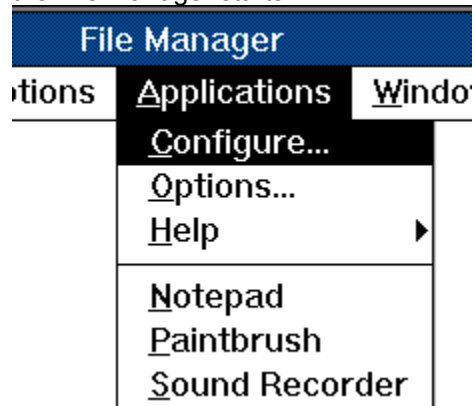 File Manager
Applications
Configure...
Options...
Help
Notepad
Paintbrush
Sound Recorder